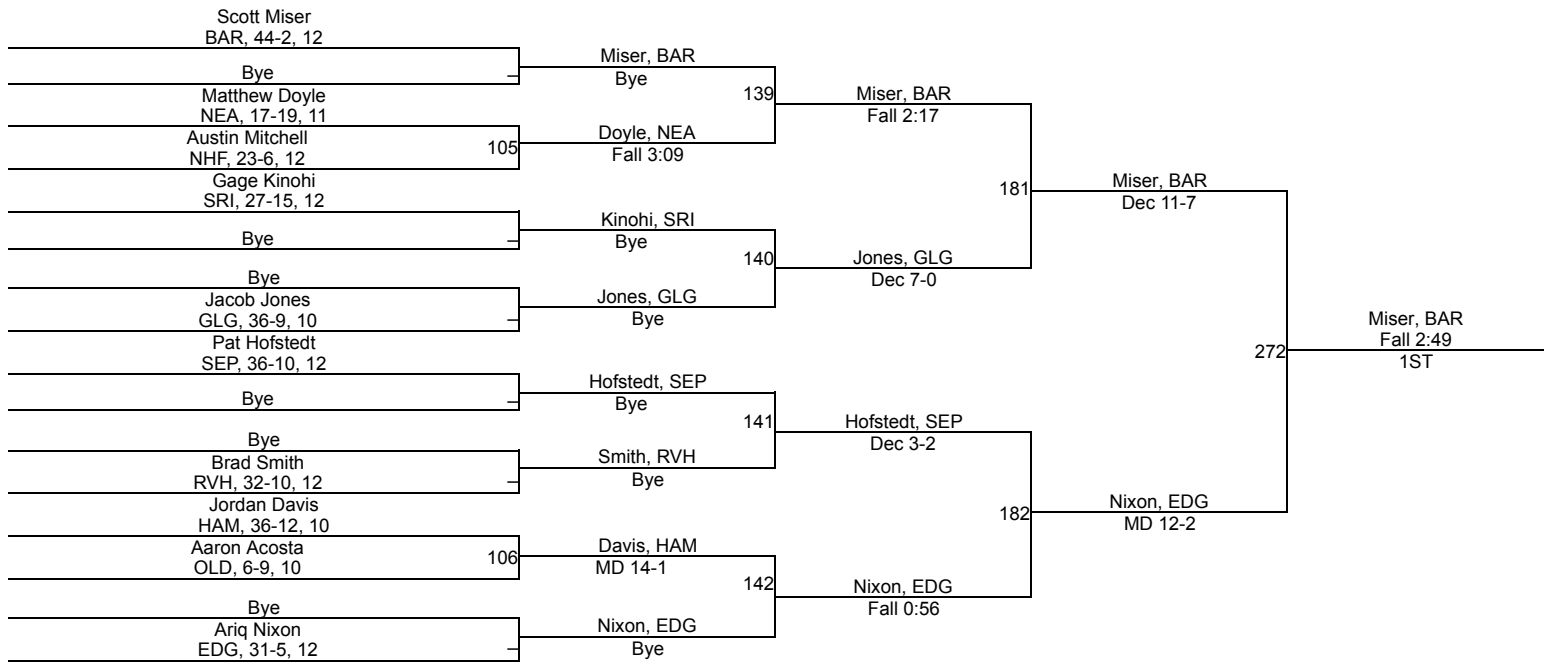 Scott Miser
BAR, 44-2, 12
Bye
–
Matthew Doyle
NEA, 17-19, 11
Austin Mitchell
NHF, 23-6, 12
105
Gage Kinohi
SRI, 27-15, 12
Bye
–
Bye
Jacob Jones
GLG, 36-9, 10
–
Pat Hofstedt
SEP, 36-10, 12
Bye
–
Bye
Brad Smith
RVH, 32-10, 12
–
Jordan Davis
HAM, 36-12, 10
Aaron Acosta
OLD, 6-9, 10
106
Bye
Ariq Nixon
EDG, 31-5, 12
–
Miser, BAR
Bye
139
Doyle, NEA
Fall 3:09
Kinohi, SRI
Bye
140
Jones, GLG
Bye
Hofstedt, SEP
Bye
141
Smith, RVH
Bye
Davis, HAM
MD 14-1
142
Nixon, EDG
Bye
Miser, BAR
Fall 2:17
181
Jones, GLG
Dec 7-0
Hofstedt, SEP
Dec 3-2
182
Nixon, EDG
Fall 0:56
Miser, BAR
Dec 11-7
272
Nixon, EDG
MD 12-2
Miser, BAR
Fall 2:49
1ST